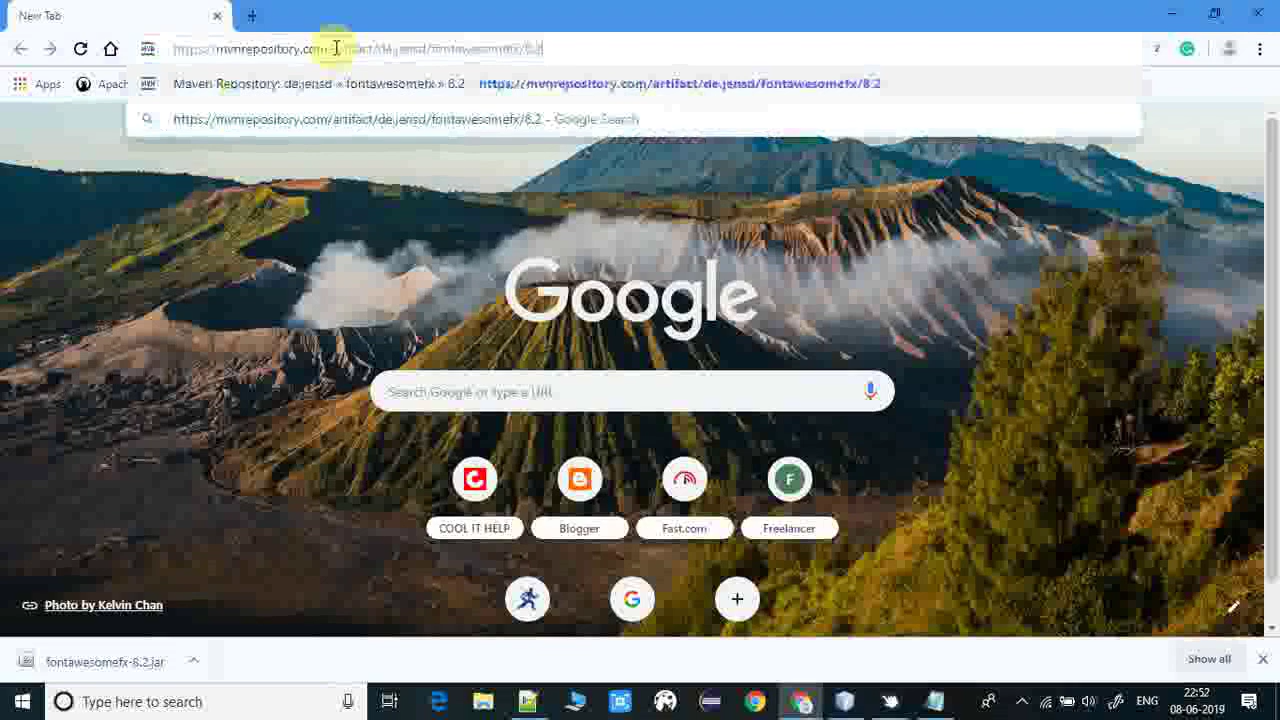 New Tab
https://mvnrepository.com/artifact/de.jensd/fontawesomefx/8.2
Apps
Apach
Maven Repository: de.jensd » fontawesomefx » 8.2 https://mvnrepository.com/artifact/de.jensd/fontawesomefx/8.2
https://mvnrepository.com/artifact/de.jensd/fontawesomefx/8.2 - Google Search
Google
Search Google or type a URL
F
COOL IT HELP
Blogger
Fast.com
Freelancer
Photo by Kelvin Chan
fontawesomefx-8.2.jar
Show all
Type here to search
ENG
22:52
08-06-2019